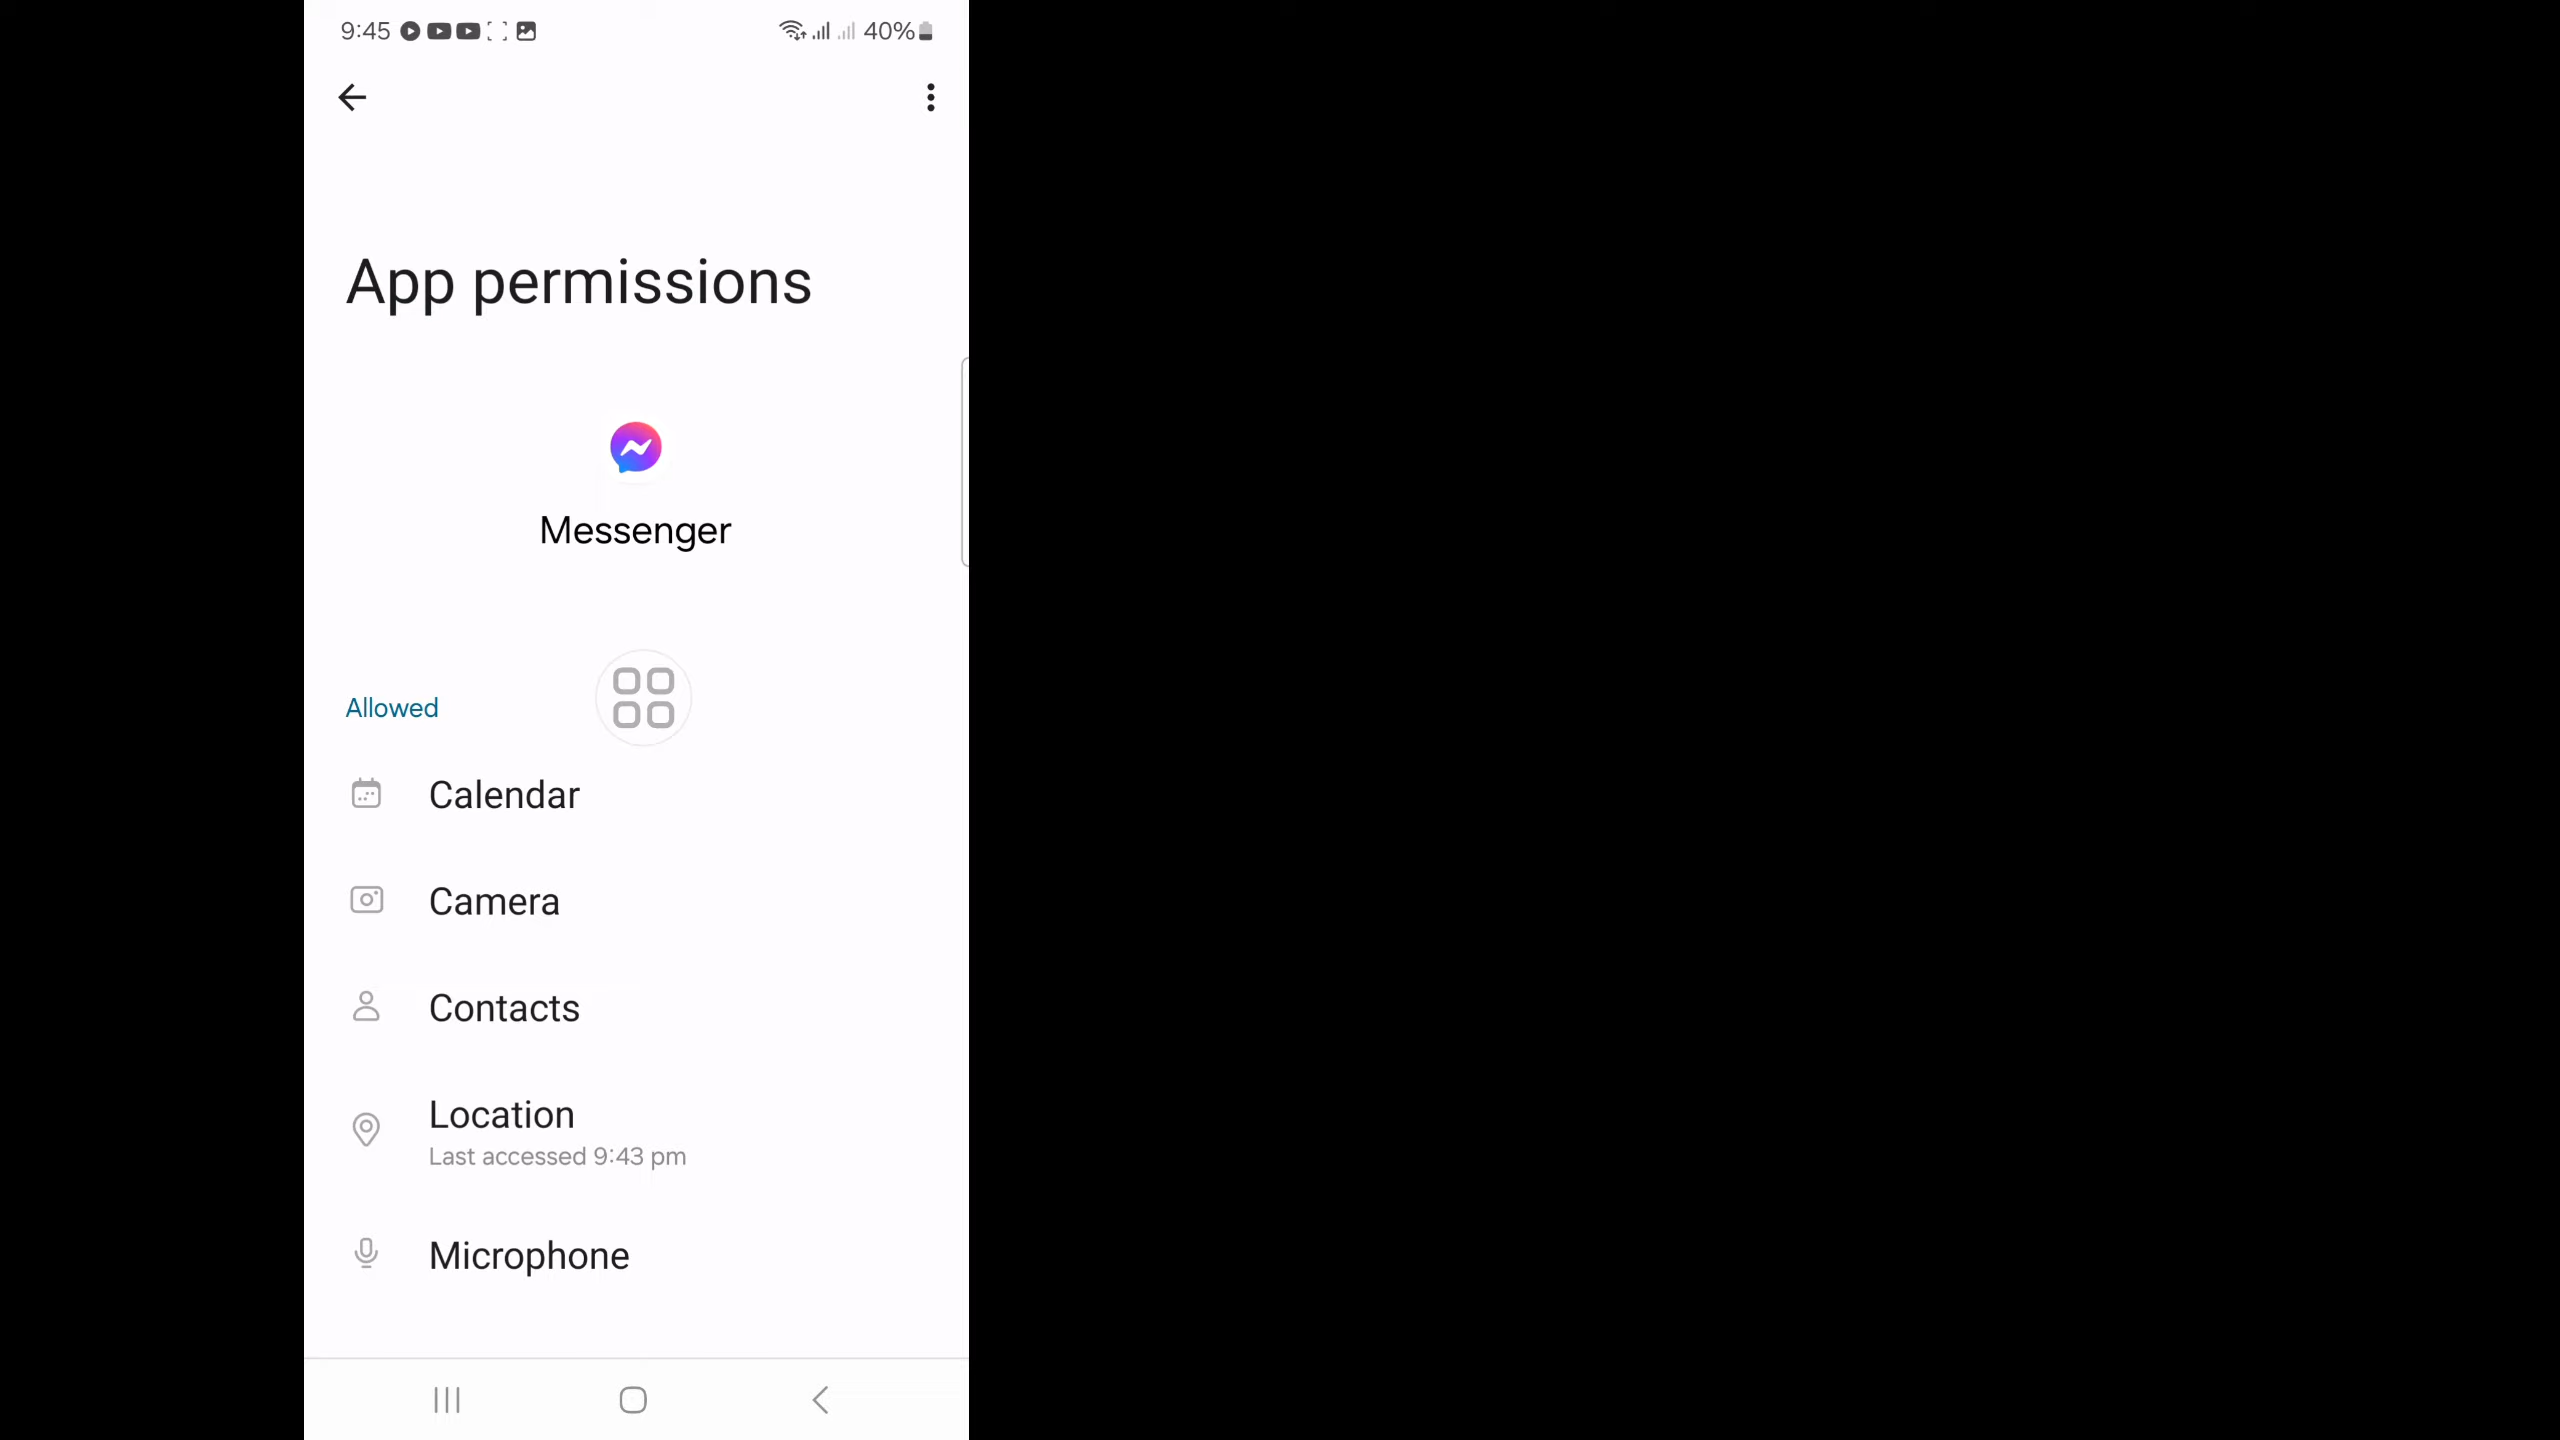 9:45 40%
App permissions
Messenger
Allowed
Calendar
Camera
Contacts
Location
Last accessed 9:43 pm
Microphone